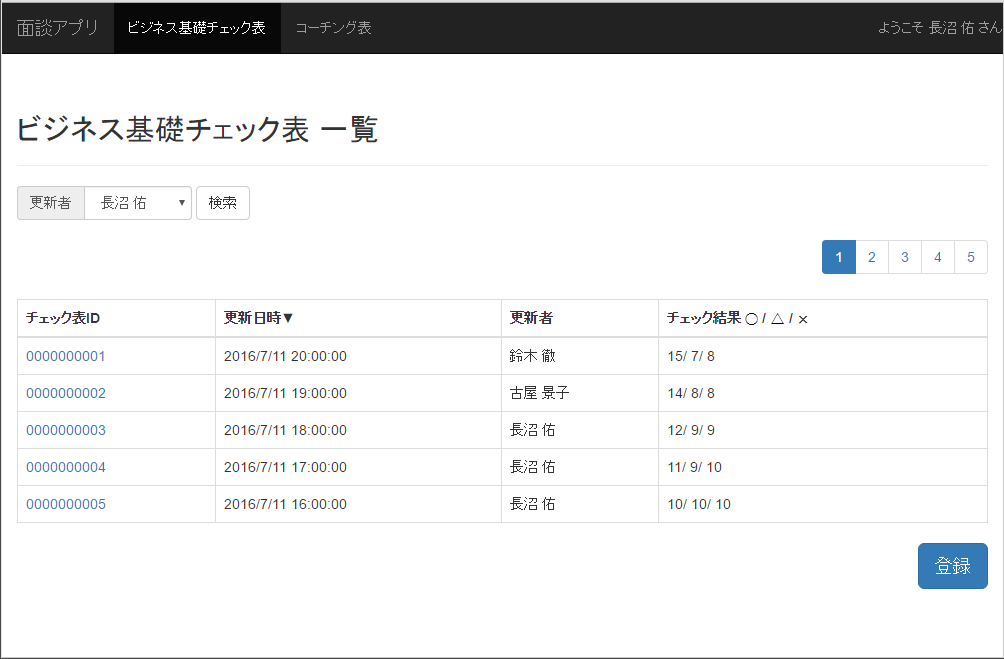 面談アプリ ビジネス基礎チェック表 コーチング表 ようこそ 長沼 佑 さん
ビジネス基礎チェック表 一覧
更新者 長沼 佑 ▼ 検索
1 2 3 4 5
チェック表ID 更新日時▼ 更新者 チェック結果 ○ / △ / ×
0000000001 2016/7/11 20:00:00 鈴木 徹 15/ 7/ 8
0000000002 2016/7/11 19:00:00 古屋 景子 14/ 8/ 8
0000000003 2016/7/11 18:00:00 長沼 佑 12/ 9/ 9
0000000004 2016/7/11 17:00:00 長沼 佑 11/ 9/ 10
0000000005 2016/7/11 16:00:00 長沼 佑 10/ 10/ 10
登録